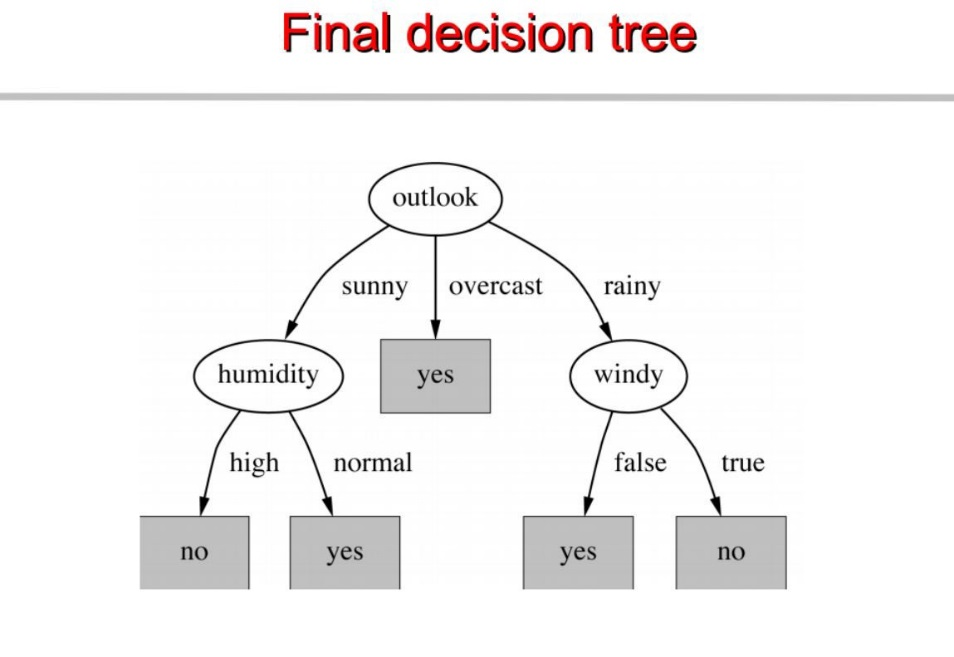 Final decision tree
outlook
sunny overcast rainy
humidity yes windy
high normal false true
no yes yes no